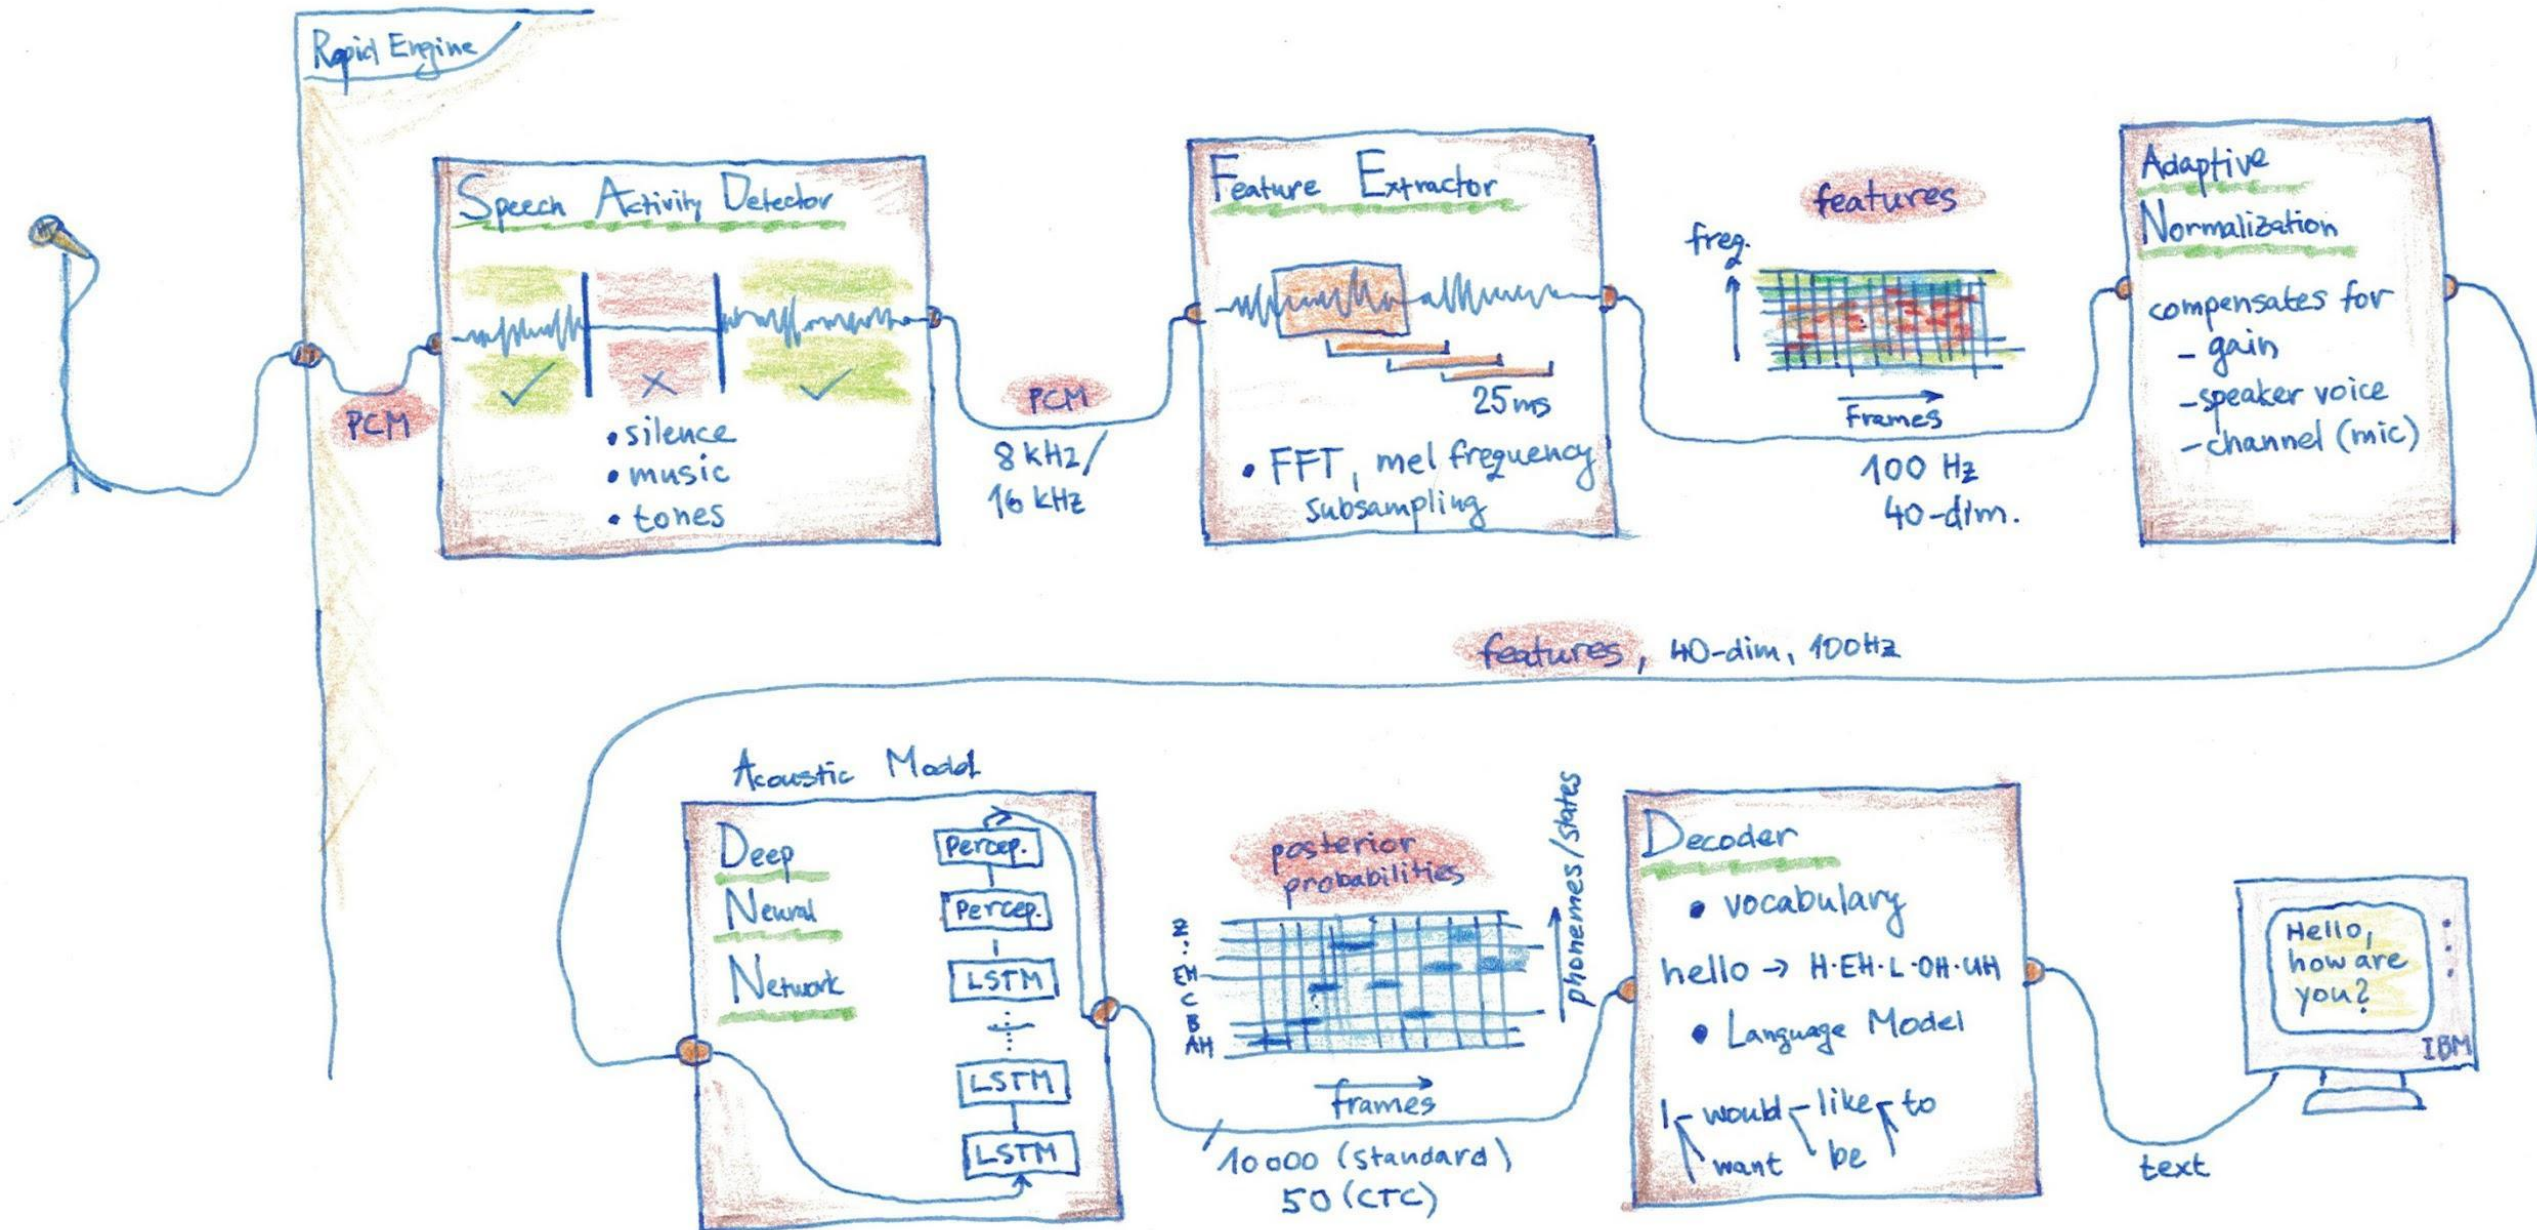 Rapid Engine
PCM
Speech Activity Detector
• silence
• music
• tones
PCM
8 kHz/
16 kHz
Feature Extractor
25 ms
• FFT, mel frequency
subsampling
features
freq.
Frames
100 Hz
40-dim.
Adaptive
Normalization
compensates for
- gain
- speaker voice
- channel (mic)
features, 40-dim, 100Hz
Acoustic Model
Deep
Neural
Network
Percep.
Percep.
LSTM
LSTM
LSTM
posterior
probabilities
Z
:
EH
C
B
AH
phonemes/states
frames
10000 (standard)
50 (CTC)
Decoder
• vocabulary
hello → H·EH·L·OH·UH
• Language Model
I would like to
want be
text
Hello,
how are
you?
IBM